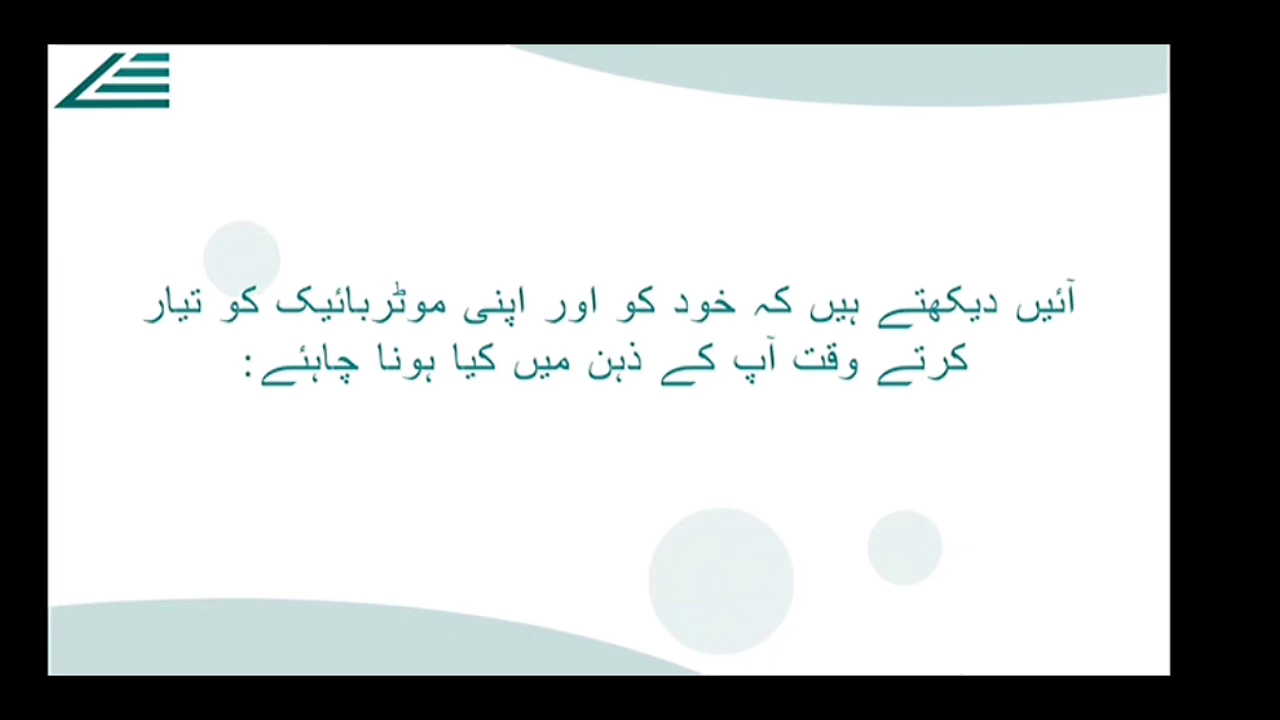 آئیں دیکھتے ہیں کہ خود کو اور اپنی موٹربائیک کو تیار
کرتے وقت آپ کے ذہن میں کیا ہونا چاہئے: